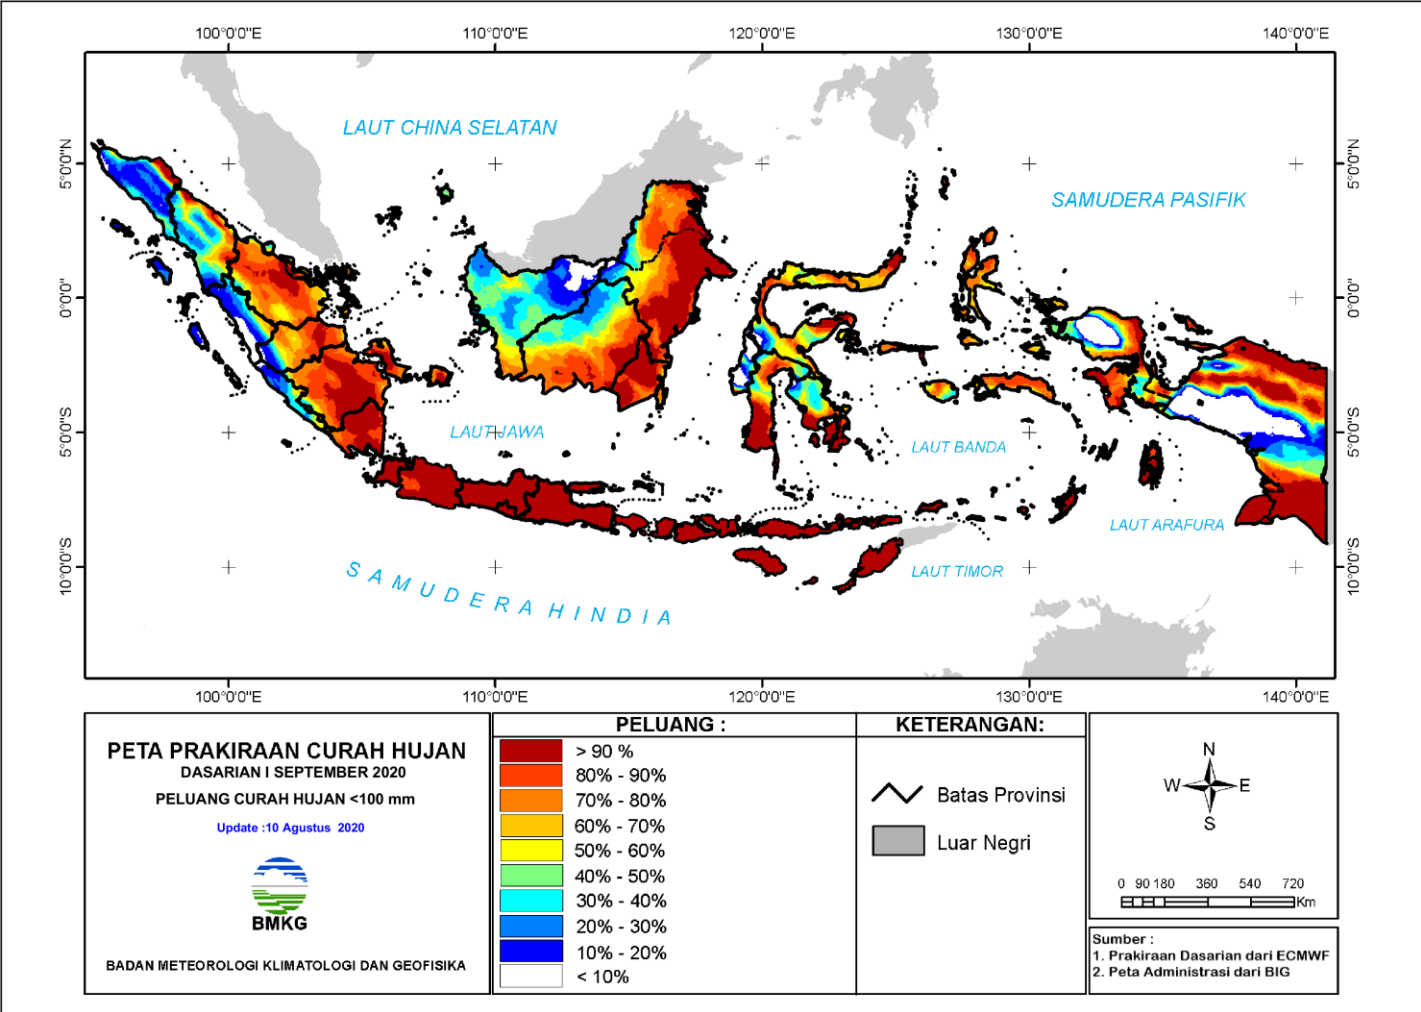 100°0'0"E 110°0'0"E 120°0'0"E 130°0'0"E 140°0'0"E
5°0'0"N
0°0'0"
5°0'0"S
10°0'0"S
LAUT CHINA SELATAN
SAMUDERA PASIFIK
LAUT JAWA
LAUT BANDA
LAUT ARAFURA
LAUT TIMOR
SAMUDERA HINDIA
5°0'0"N
0°0'0"
5°0'0"S
10°0'0"S
100°0'0"E 110°0'0"E 120°0'0"E 130°0'0"E 140°0'0"E
PETA PRAKIRAAN CURAH HUJAN
DASARIAN I SEPTEMBER 2020
PELUANG CURAH HUJAN <100 mm
Update :10 Agustus 2020
BMKG
BADAN METEOROLOGI KLIMATOLOGI DAN GEOFISIKA
PELUANG :
> 90 %
80% - 90%
70% - 80%
60% - 70%
50% - 60%
40% - 50%
30% - 40%
20% - 30%
10% - 20%
< 10%
KETERANGAN:
Batas Provinsi
Luar Negri
N
W E
S
0 90 180 360 540 720
Km
Sumber :
1. Prakiraan Dasarian dari ECMWF
2. Peta Administrasi dari BIG